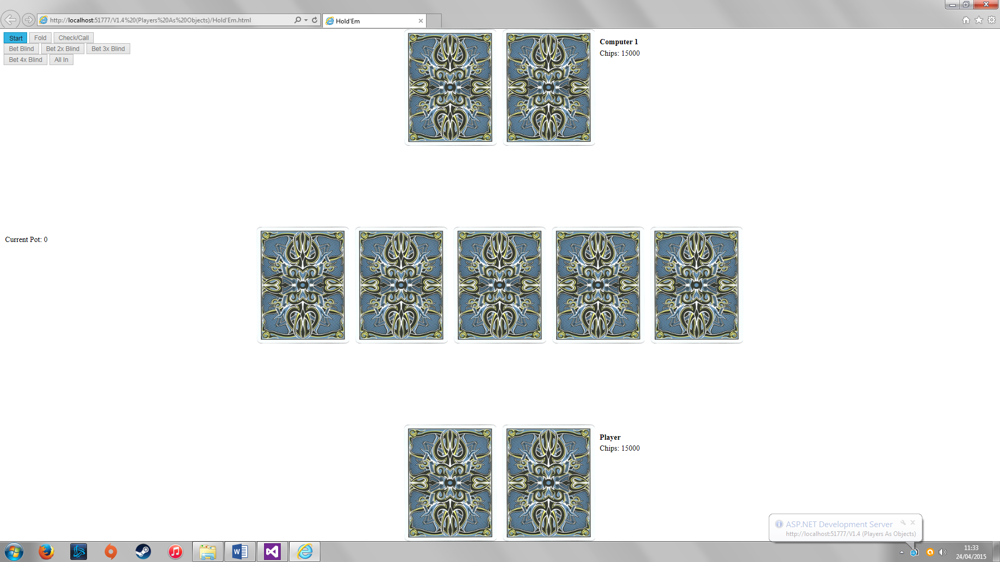 http://localhost:51777/V1.4%20(Players%20As%20Objects)/Hold'Em.html
Hold'Em
Start Fold Check/Call
Bet Blind Bet 2x Blind Bet 3x Blind
Bet 4x Blind All In
Computer 1
Chips: 15000
Current Pot: 0
Player
Chips: 15000
ASP.NET Development Server
http://localhost:51777/V1.4 (Players As Objects)
11:33
24/04/2015